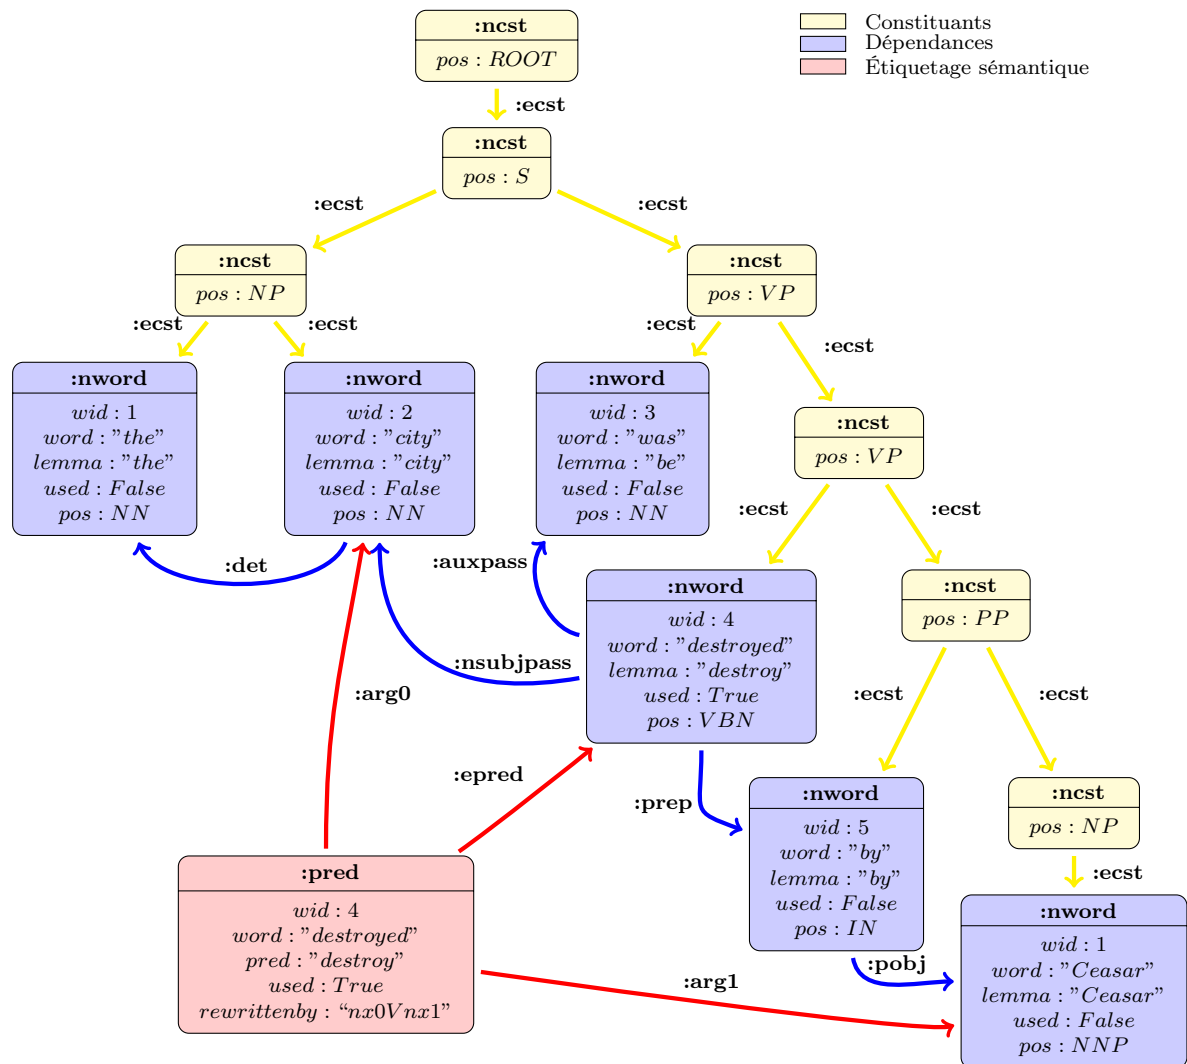 :ncst
pos : ROOT
Constituants
Dépendances
Étiquetage sémantique
:ecst
:ncst
pos : S
:ecst
:ecst
:ncst
pos : NP
:ncst
pos : VP
:ecst
:ecst
:ecst
:ecst
:nword
wid : 1
word : ”the”
lemma : ”the”
used : False
pos : NN
:nword
wid : 2
word : ”city”
lemma : ”city”
used : False
pos : NN
:nword
wid : 3
word : ”was”
lemma : ”be”
used : False
pos : NN
:ncst
pos : VP
:ecst
:ecst
:det
:auxpass
:nsubjpass
:arg0
:nword
wid : 4
word : ”destroyed”
lemma : ”destroy”
used : True
pos : VBN
:ncst
pos : PP
:ecst
:ecst
:epred
:prep
:nword
wid : 5
word : ”by”
lemma : ”by”
used : False
pos : IN
:ncst
pos : NP
:ecst
:pred
wid : 4
word : ”destroyed”
pred : ”destroy”
used : True
rewrittenby : “nx0Vnx1”
:arg1
:pobj
:nword
wid : 1
word : ”Ceasar”
lemma : ”Ceasar”
used : False
pos : NNP